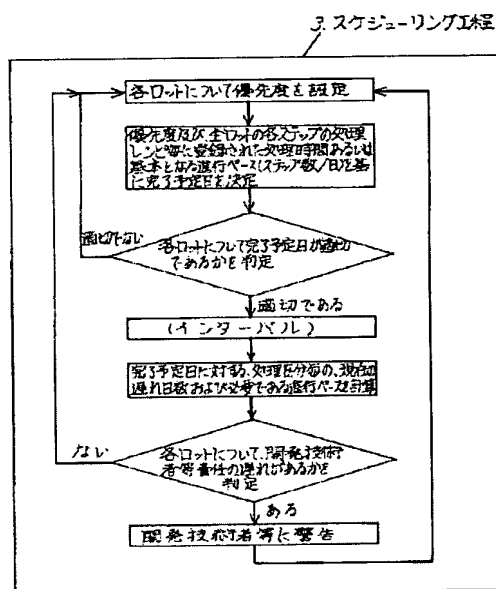 3. スケジューリング工程
各ロットについて優先度を設定
優先度及び、全ロットの各ステップの処理
レシピ毎に登録された処理時間あるいは
基本となる進行ペース(ステップ数/日)を基
に完了予定日を決定
適切でない
各ロットについて完了予定日が適切
であるかを判定
適切である
(インターバル)
完了予定日に対する、処理区分毎の、現在の
遅れ日数および必要である進行ペースを計算
ない
各ロットについて、開発技術
者等責任の遅れがあるかを
判定
ある
開発技術者等に警告